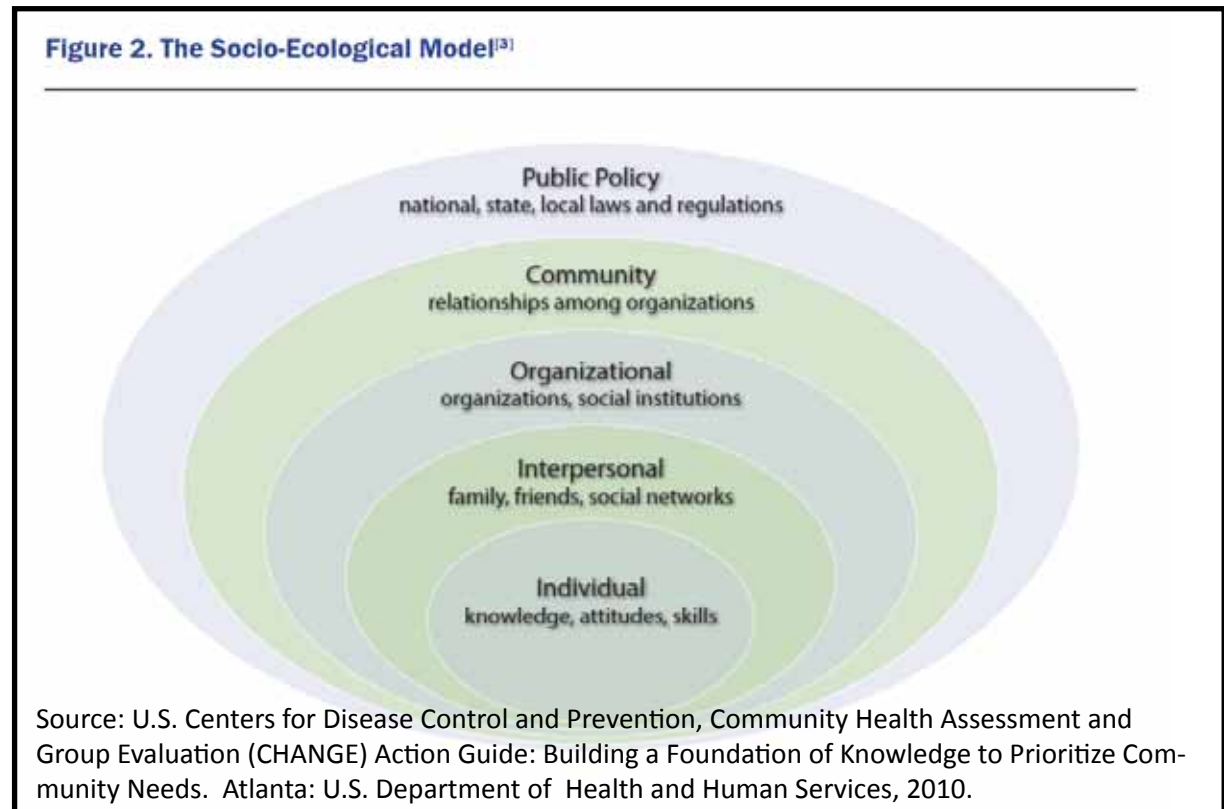 Figure 2. The Socio-Ecological Model[3]
Public Policy
national, state, local laws and regulations
Community
relationships among organizations
Organizational
organizations, social institutions
Interpersonal
family, friends, social networks
Individual
knowledge, attitudes, skills
Source: U.S. Centers for Disease Control and Prevention, Community Health Assessment and
Group Evaluation (CHANGE) Action Guide: Building a Foundation of Knowledge to Prioritize Com-
munity Needs.  Atlanta: U.S. Department of  Health and Human Services, 2010.